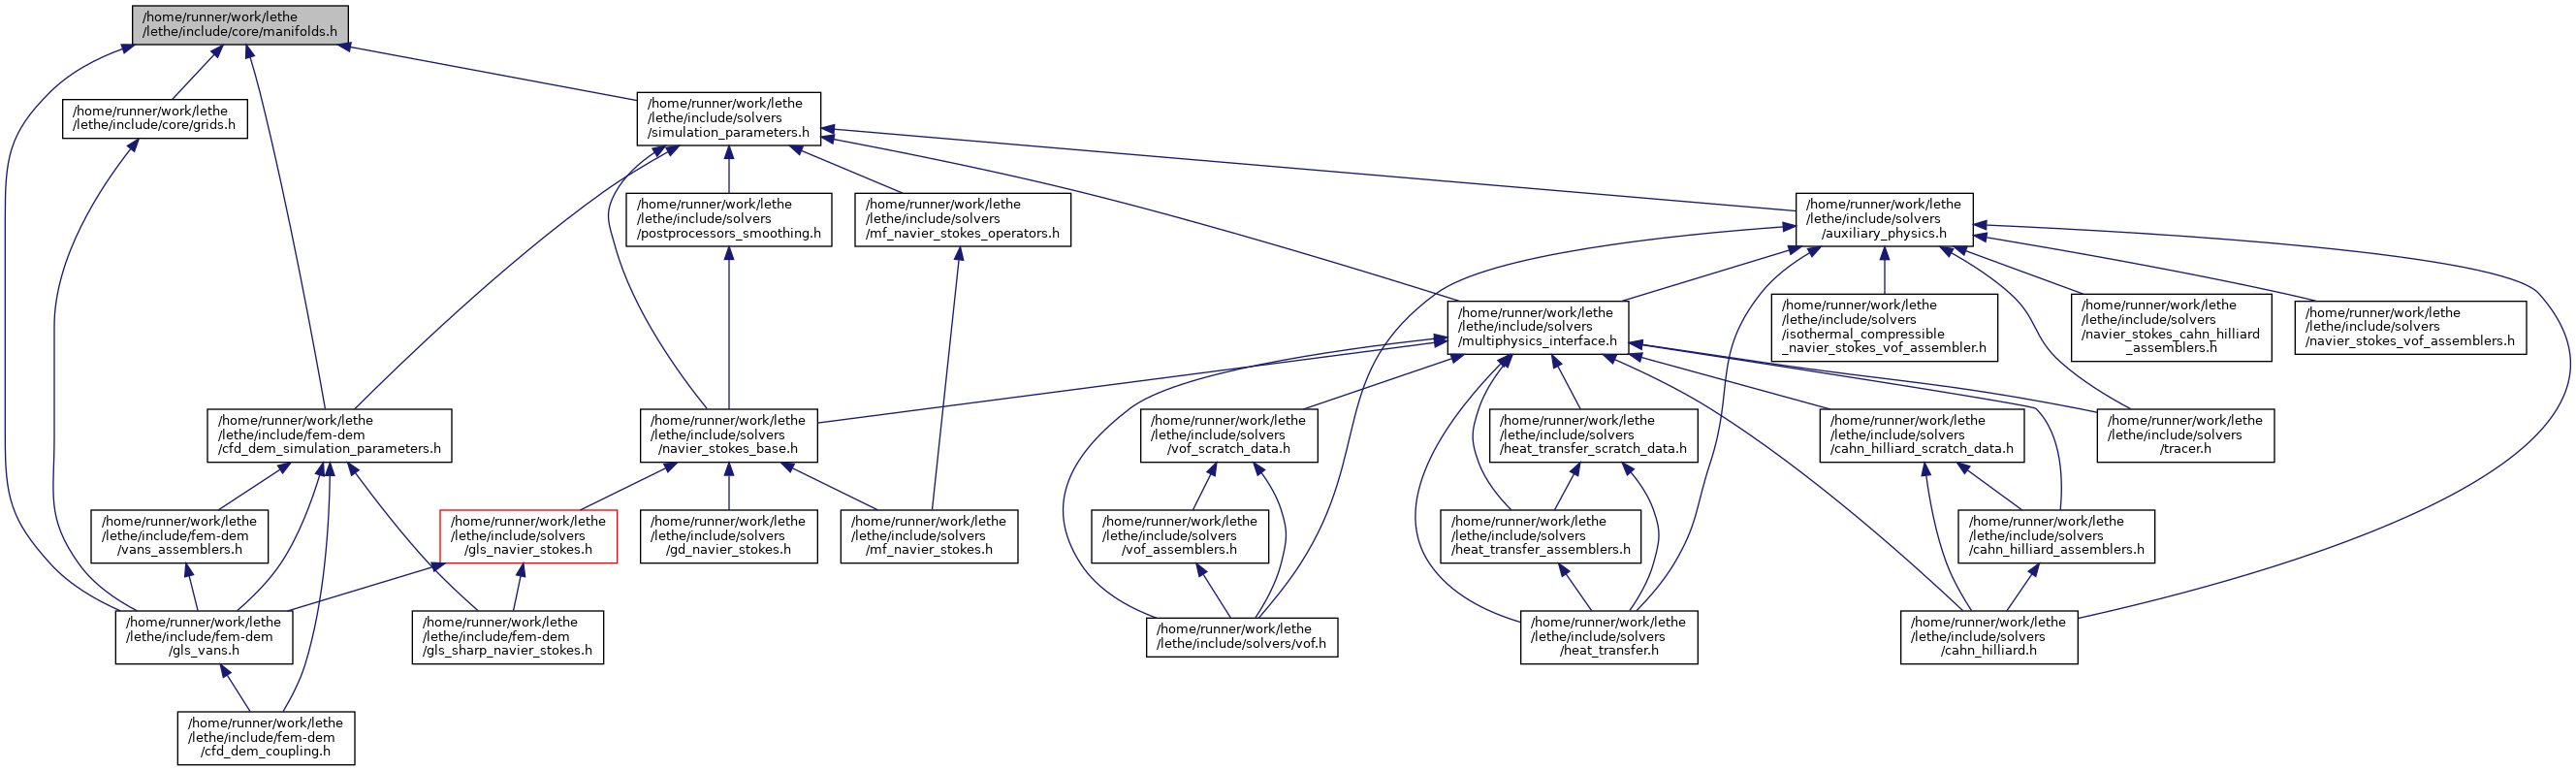 /home/runner/work/lethe
/lethe/include/core/manifolds.h
/home/runner/work/lethe
/lethe/include/core/grids.h
/home/runner/work/lethe
/lethe/include/solvers
/simulation_parameters.h
/home/runner/work/lethe
/lethe/include/solvers
/postprocessors_smoothing.h
/home/runner/work/lethe
/lethe/include/solvers
/mf_navier_stokes_operators.h
/home/runner/work/lethe
/lethe/include/solvers
/auxiliary_physics.h
/home/runner/work/lethe
/lethe/include/solvers
/multiphysics_interface.h
/home/runner/work/lethe
/lethe/include/solvers
/isothermal_compressible
_navier_stokes_vof_assembler.h
/home/runner/work/lethe
/lethe/include/solvers
/navier_stokes_cahn_hilliard
_assemblers.h
/home/runner/work/lethe
/lethe/include/solvers
/navier_stokes_vof_assemblers.h
/home/runner/work/lethe
/lethe/include/fem-dem
/cfd_dem_simulation_parameters.h
/home/runner/work/lethe
/lethe/include/solvers
/navier_stokes_base.h
/home/runner/work/lethe
/lethe/include/solvers
/vof_scratch_data.h
/home/runner/work/lethe
/lethe/include/solvers
/heat_transfer_scratch_data.h
/home/runner/work/lethe
/lethe/include/solvers
/cahn_hilliard_scratch_data.h
/home/runner/work/lethe
/lethe/include/solvers
/tracer.h
/home/runner/work/lethe
/lethe/include/fem-dem
/vans_assemblers.h
/home/runner/work/lethe
/lethe/include/solvers
/gls_navier_stokes.h
/home/runner/work/lethe
/lethe/include/solvers
/gd_navier_stokes.h
/home/runner/work/lethe
/lethe/include/solvers
/mf_navier_stokes.h
/home/runner/work/lethe
/lethe/include/solvers
/vof_assemblers.h
/home/runner/work/lethe
/lethe/include/solvers
/heat_transfer_assemblers.h
/home/runner/work/lethe
/lethe/include/solvers
/cahn_hilliard_assemblers.h
/home/runner/work/lethe
/lethe/include/fem-dem
/gls_vans.h
/home/runner/work/lethe
/lethe/include/fem-dem
/gls_sharp_navier_stokes.h
/home/runner/work/lethe
/lethe/include/solvers/vof.h
/home/runner/work/lethe
/lethe/include/solvers
/heat_transfer.h
/home/runner/work/lethe
/lethe/include/solvers
/cahn_hilliard.h
/home/runner/work/lethe
/lethe/include/fem-dem
/cfd_dem_coupling.h